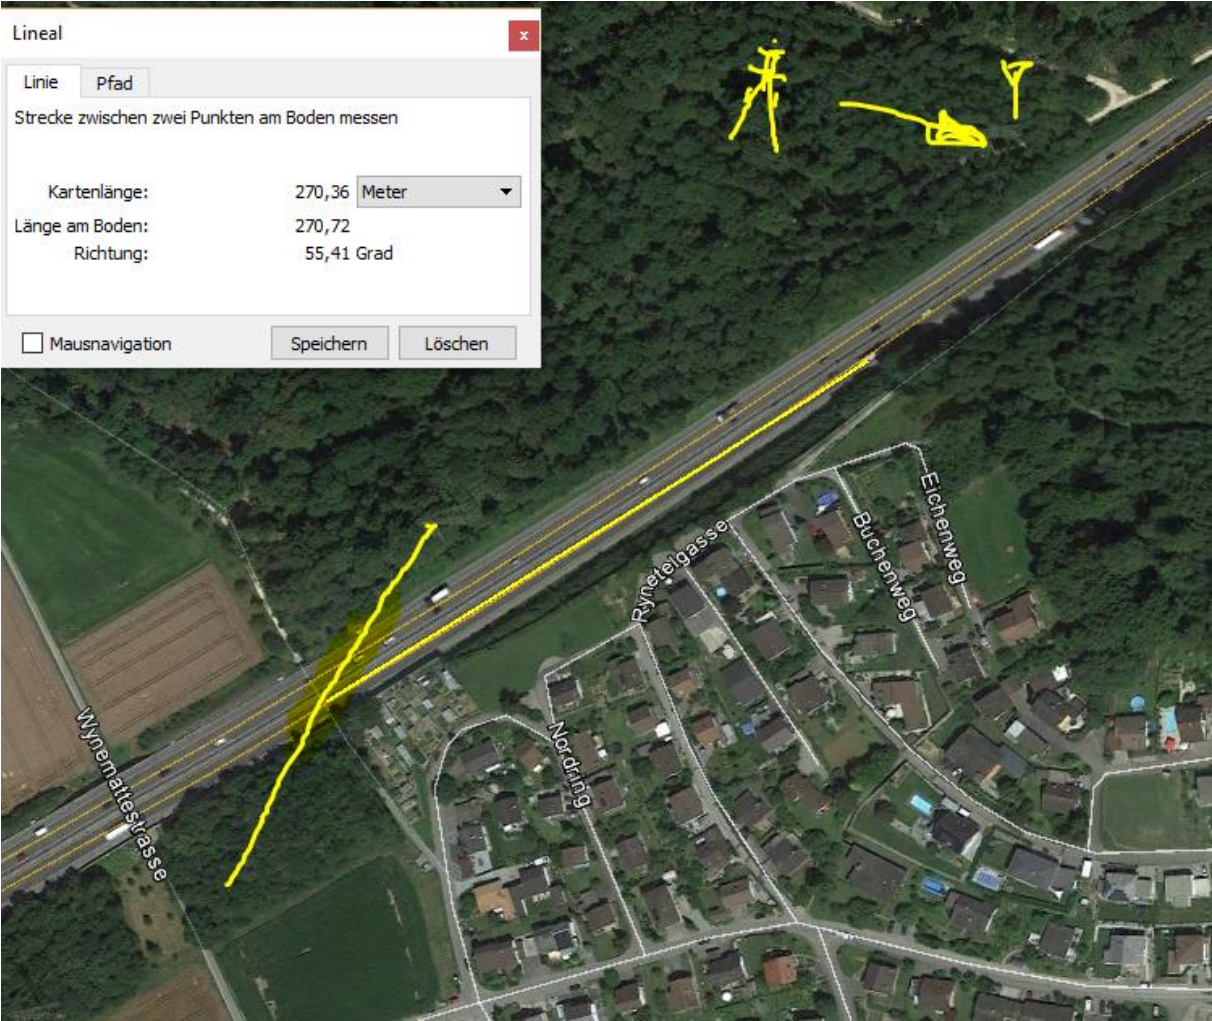 Lineal
x
Linie Pfad
Strecke zwischen zwei Punkten am Boden messen
Kartenlänge: 270,36 Meter
Länge am Boden: 270,72
Richtung: 55,41 Grad
Mausnavigation Speichern Löschen
Eichenweg
Buchenweg
Rynetelgasse
Nordring
Wynemattestrasse